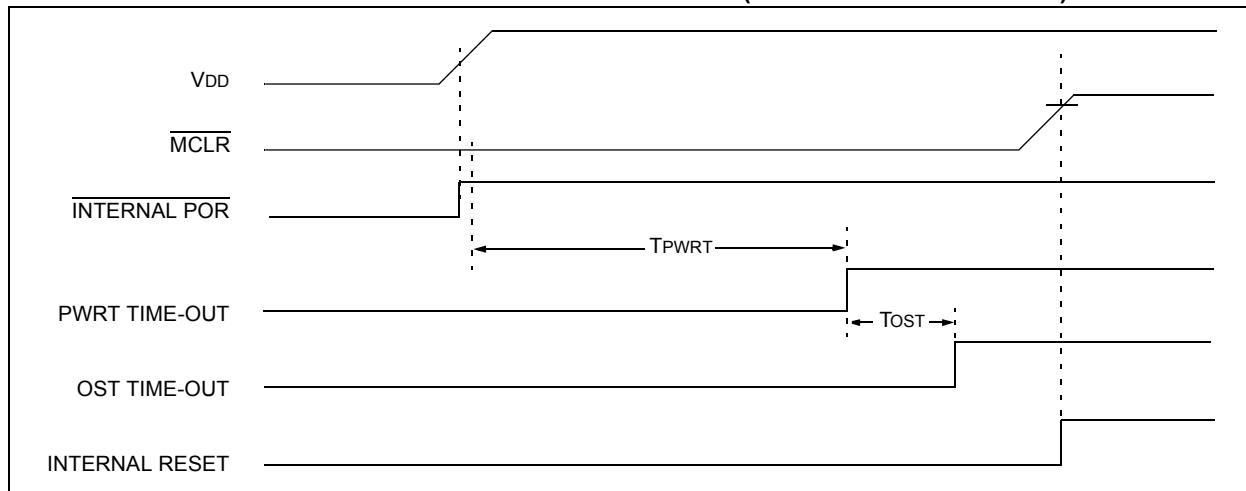 VDD
MCLR
INTERNAL POR
TPWRT
PWRT TIME-OUT
TOST
OST TIME-OUT
INTERNAL RESET